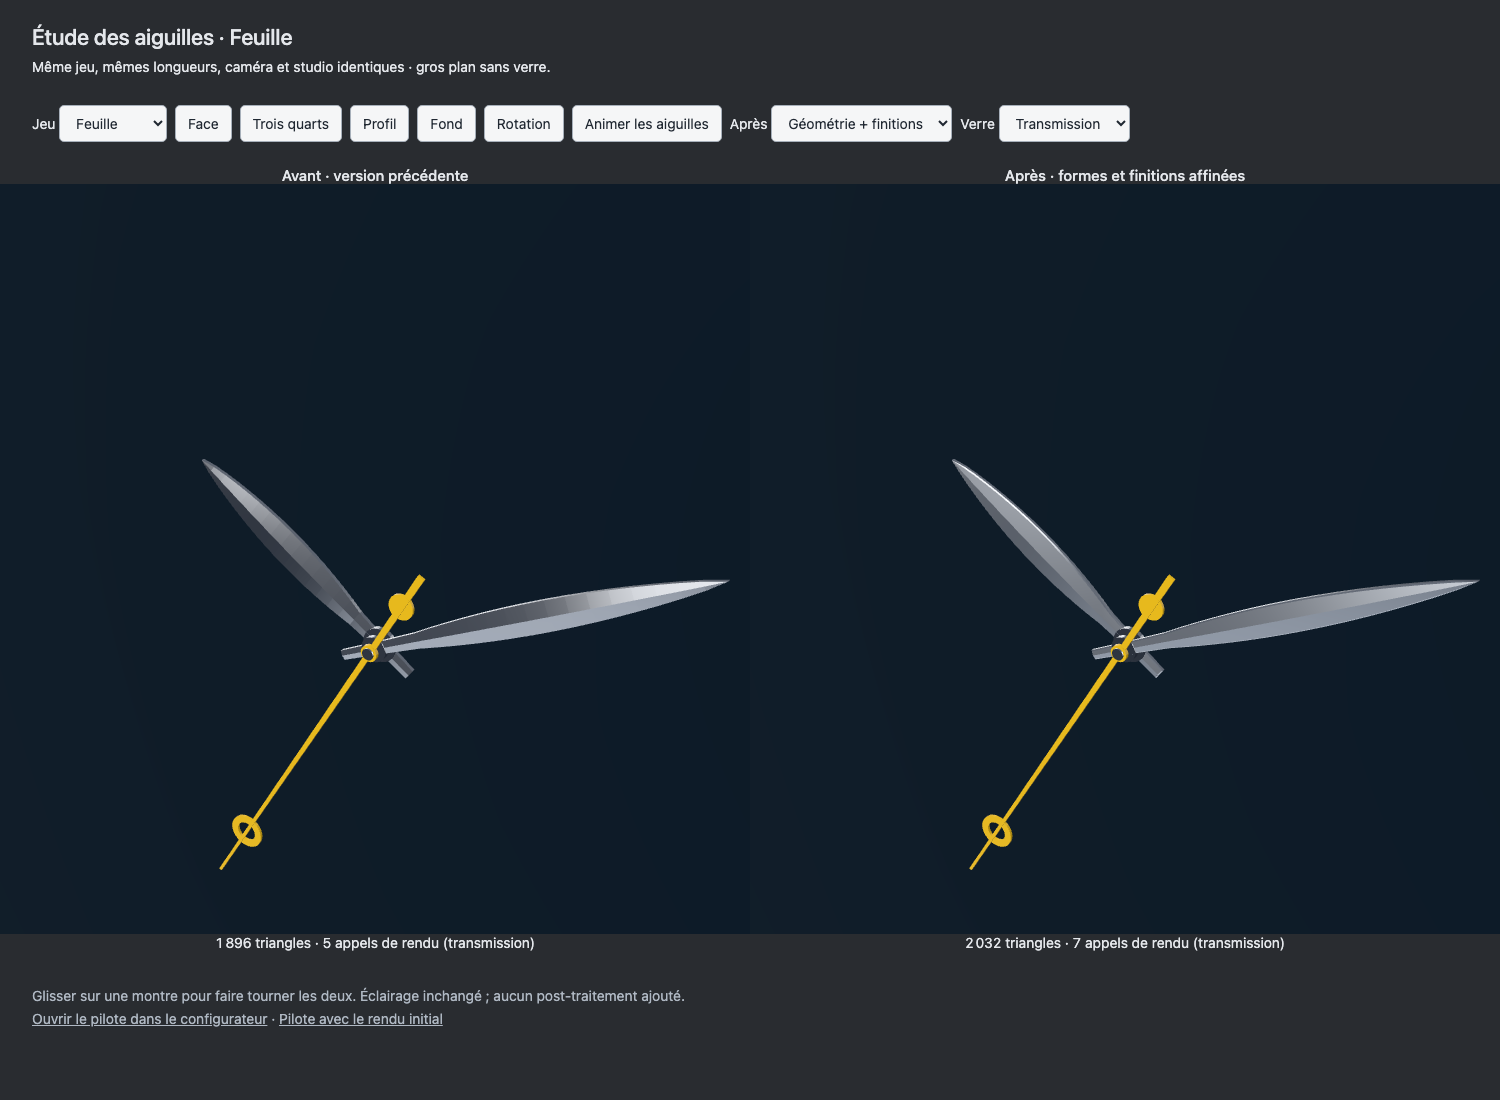 Étude des aiguilles · Feuille
Même jeu, mêmes longueurs, caméra et studio identiques · gros plan sans verre.
Jeu Feuille Face Trois quarts Profil Fond Rotation Animer les aiguilles Après Géométrie + finitions Verre Transmission
Avant · version précédente
Après · formes et finitions affinées
1 896 triangles · 5 appels de rendu (transmission)
2 032 triangles · 7 appels de rendu (transmission)
Glisser sur une montre pour faire tourner les deux. Éclairage inchangé ; aucun post-traitement ajouté.
Ouvrir le pilote dans le configurateur · Pilote avec le rendu initial